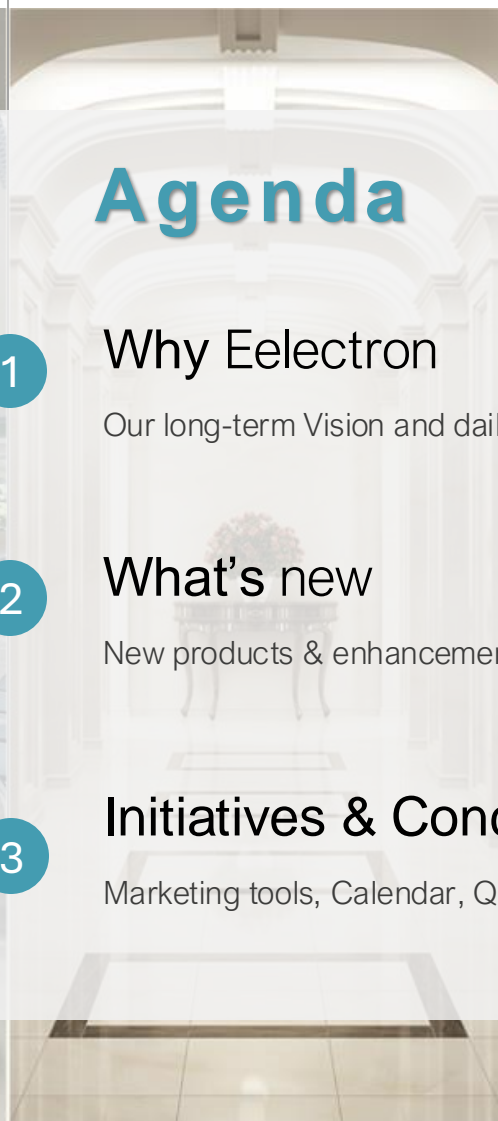 Agenda
1
Why Eelectron
Our long-term Vision and dail
2
What's new
New products & enhancemen
3
Initiatives & Conc
Marketing tools, Calendar, Q